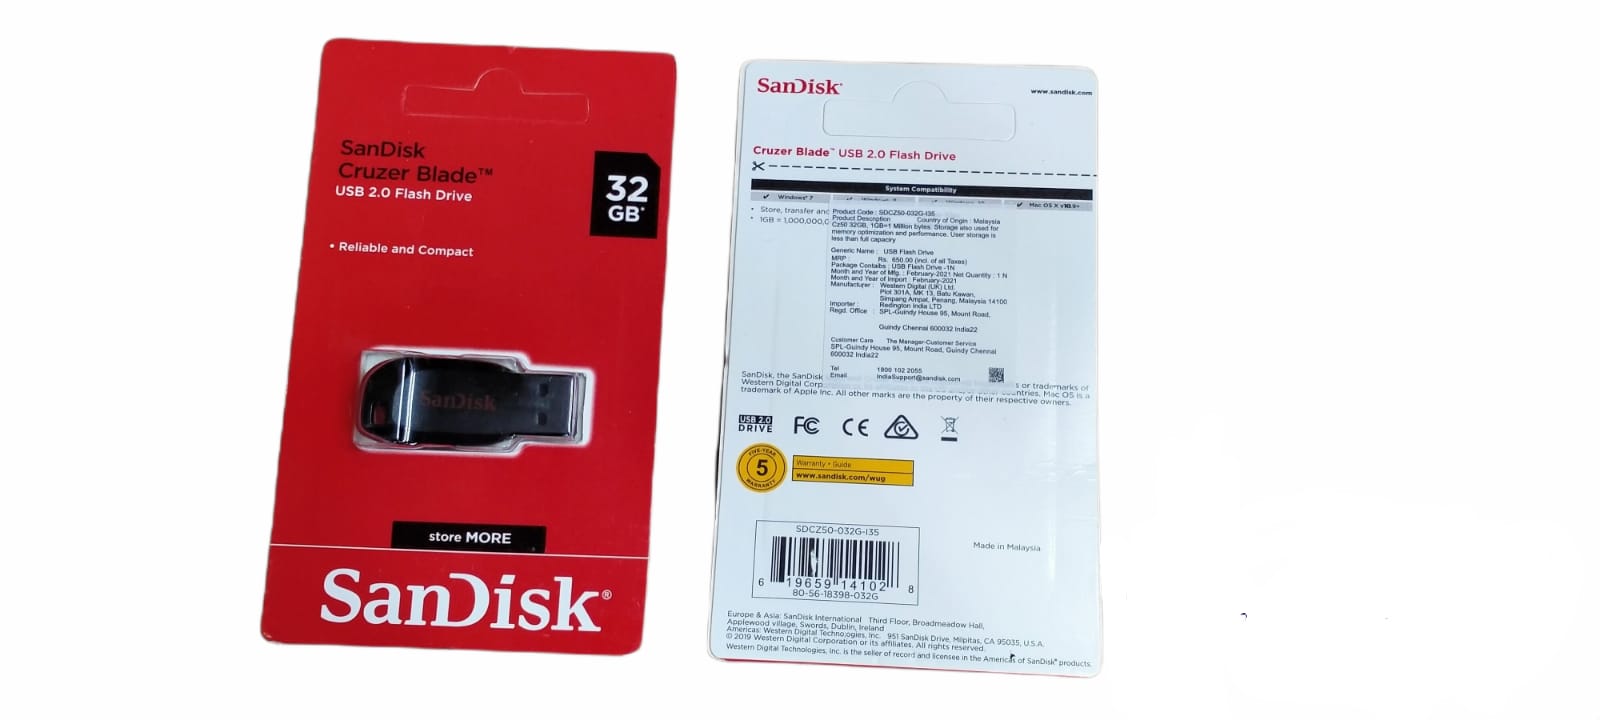 SanDisk
Cruzer Blade™
USB 2.0 Flash Drive
32
GB*
• Reliable and Compact
SanDisk
store MORE
SanDisk®
SanDisk®
www.sandisk.com
Cruzer Blade™ USB 2.0 Flash Drive
System Compatibility
✓ Windows® 7
✓ Mac OS X v10.9+
• Store, transfer and
• 1GB = 1,000,000,0
Product Code : SDCZ50-032G-I35
Product Description Country of Origin : Malaysia
Cz50 32GB, 1GB=1 Million bytes. Storage also used for
memory optimization and performance. User storage is
less than full capacity
Generic Name : USB Flash Drive
MRP : Rs. 650.00 (incl. of all Taxes)
Package Contains : USB Flash Drive -1N
Month and Year of Mfg. : February-2021 Net Quantity : 1 N
Month and Year of Import : February-2021
Manufacturer : Western Digital (UK) Ltd.
Plot 301A, MK 13, Batu Kawan,
Simpang Ampat, Penang, Malaysia 14100
Importer : Redington India LTD
Regd. Office : SPL-Guindy House 95, Mount Road,
Guindy Chennai 600032 India22
Customer Care The Manager-Customer Service
SPL-Guindy House 95, Mount Road, Guindy Chennai
600032 India22
Tel 1800 102 2055
Email IndiaSupport@sandisk.com
SanDisk, the SanDisk s or trademarks of
Western Digital Corp countries, Mac OS is a
trademark of Apple Inc. All other marks are the property of their respective owners.
USB 2.0
DRIVE
FC
CE
FIVE-YEAR
5
WARRANTY
Warranty • Guide
www.sandisk.com/wug
SDCZ50-032G-I35
6 19659 14102 8
80-56-18398-032G
Made in Malaysia
Europe & Asia: SanDisk International Third Floor, Broadmeadow Hall,
Applewood village, Swords, Dublin, Ireland
Americas: Western Digital Technologies, Inc. 951 SanDisk Drive, Milpitas, CA 95035, U.S.A.
© 2019 Western Digital Corporation or its affiliates. All rights reserved.
Western Digital Technologies, Inc. is the seller of record and licensee in the Americas of SanDisk® products.